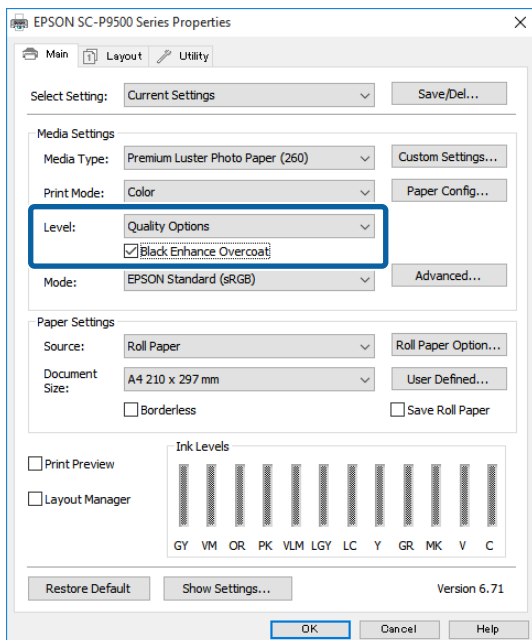 EPSON SC-P9500 Series Properties
Main
Layout
Utility
Select Setting: Current Settings Save/Del...
Media Settings
Media Type: Premium Luster Photo Paper (260) Custom Settings...
Print Mode: Color Paper Config...
Level: Quality Options
Black Enhance Overcoat
Mode: EPSON Standard (sRGB) Advanced...
Paper Settings
Source: Roll Paper Roll Paper Option...
Document Size: A4 210 x 297 mm User Defined...
Borderless Save Roll Paper
Ink Levels
Print Preview
Layout Manager
GY VM OR PK VLM LGY LC Y GR MK V C
Restore Default Show Settings... Version 6.71
OK Cancel Help